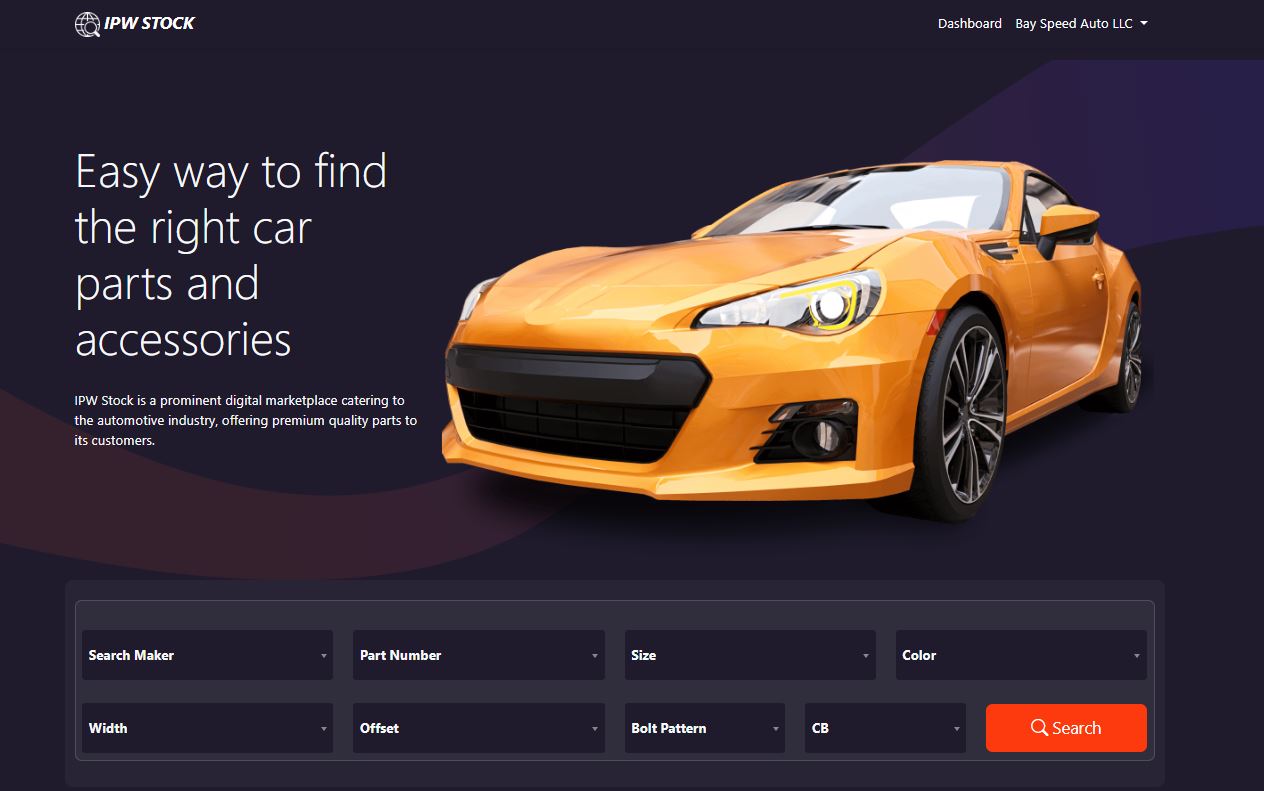 IPW STOCK
Dashboard
Bay Speed Auto LLC
Easy way to find
the right car
parts and
accessories
IPW Stock is a prominent digital marketplace catering to
the automotive industry, offering premium quality parts to
its customers.
Search Maker
Part Number
Size
Color
Width
Offset
Bolt Pattern
CB
Search